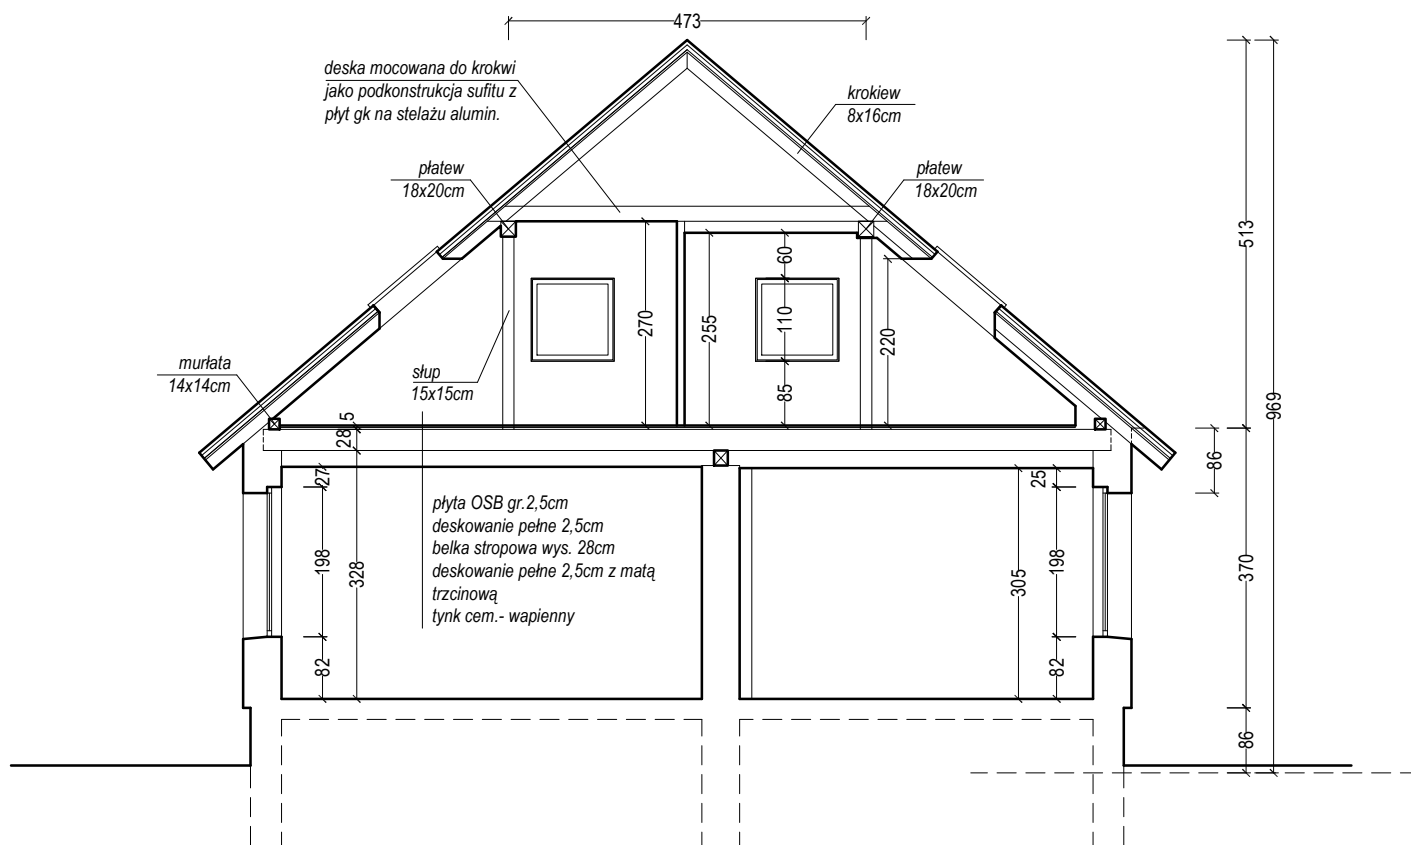 473
deska mocowana do krokwi
jako podkonstrukcja sufitu z
płyt gk na stelażu alumin.
krokiew
8x16cm
płatew
18x20cm
płatew
18x20cm
513
60
270
255
110
220
murłata
14x14cm
słup
15x15cm
85
969
5
28
86
27
25
płyta OSB gr.2,5cm
deskowanie pełne 2,5cm
belka stropowa wys. 28cm
deskowanie pełne 2,5cm z matą
trzcinową
tynk cem.- wapienny
198
328
305
198
370
82
82
86